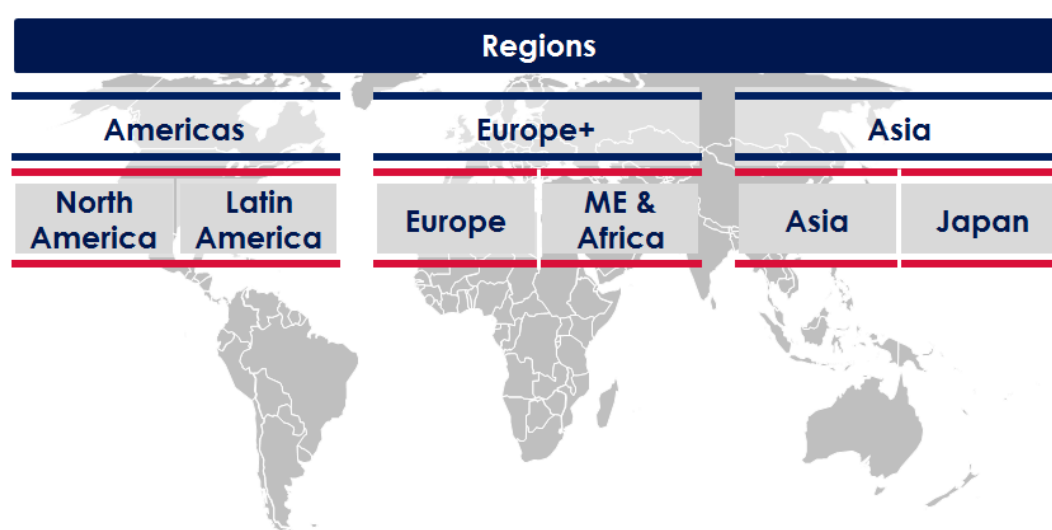 Regions
Americas
Europe+
Asia
North
America
Latin
America
Europe
ME &
Africa
Asia
Japan